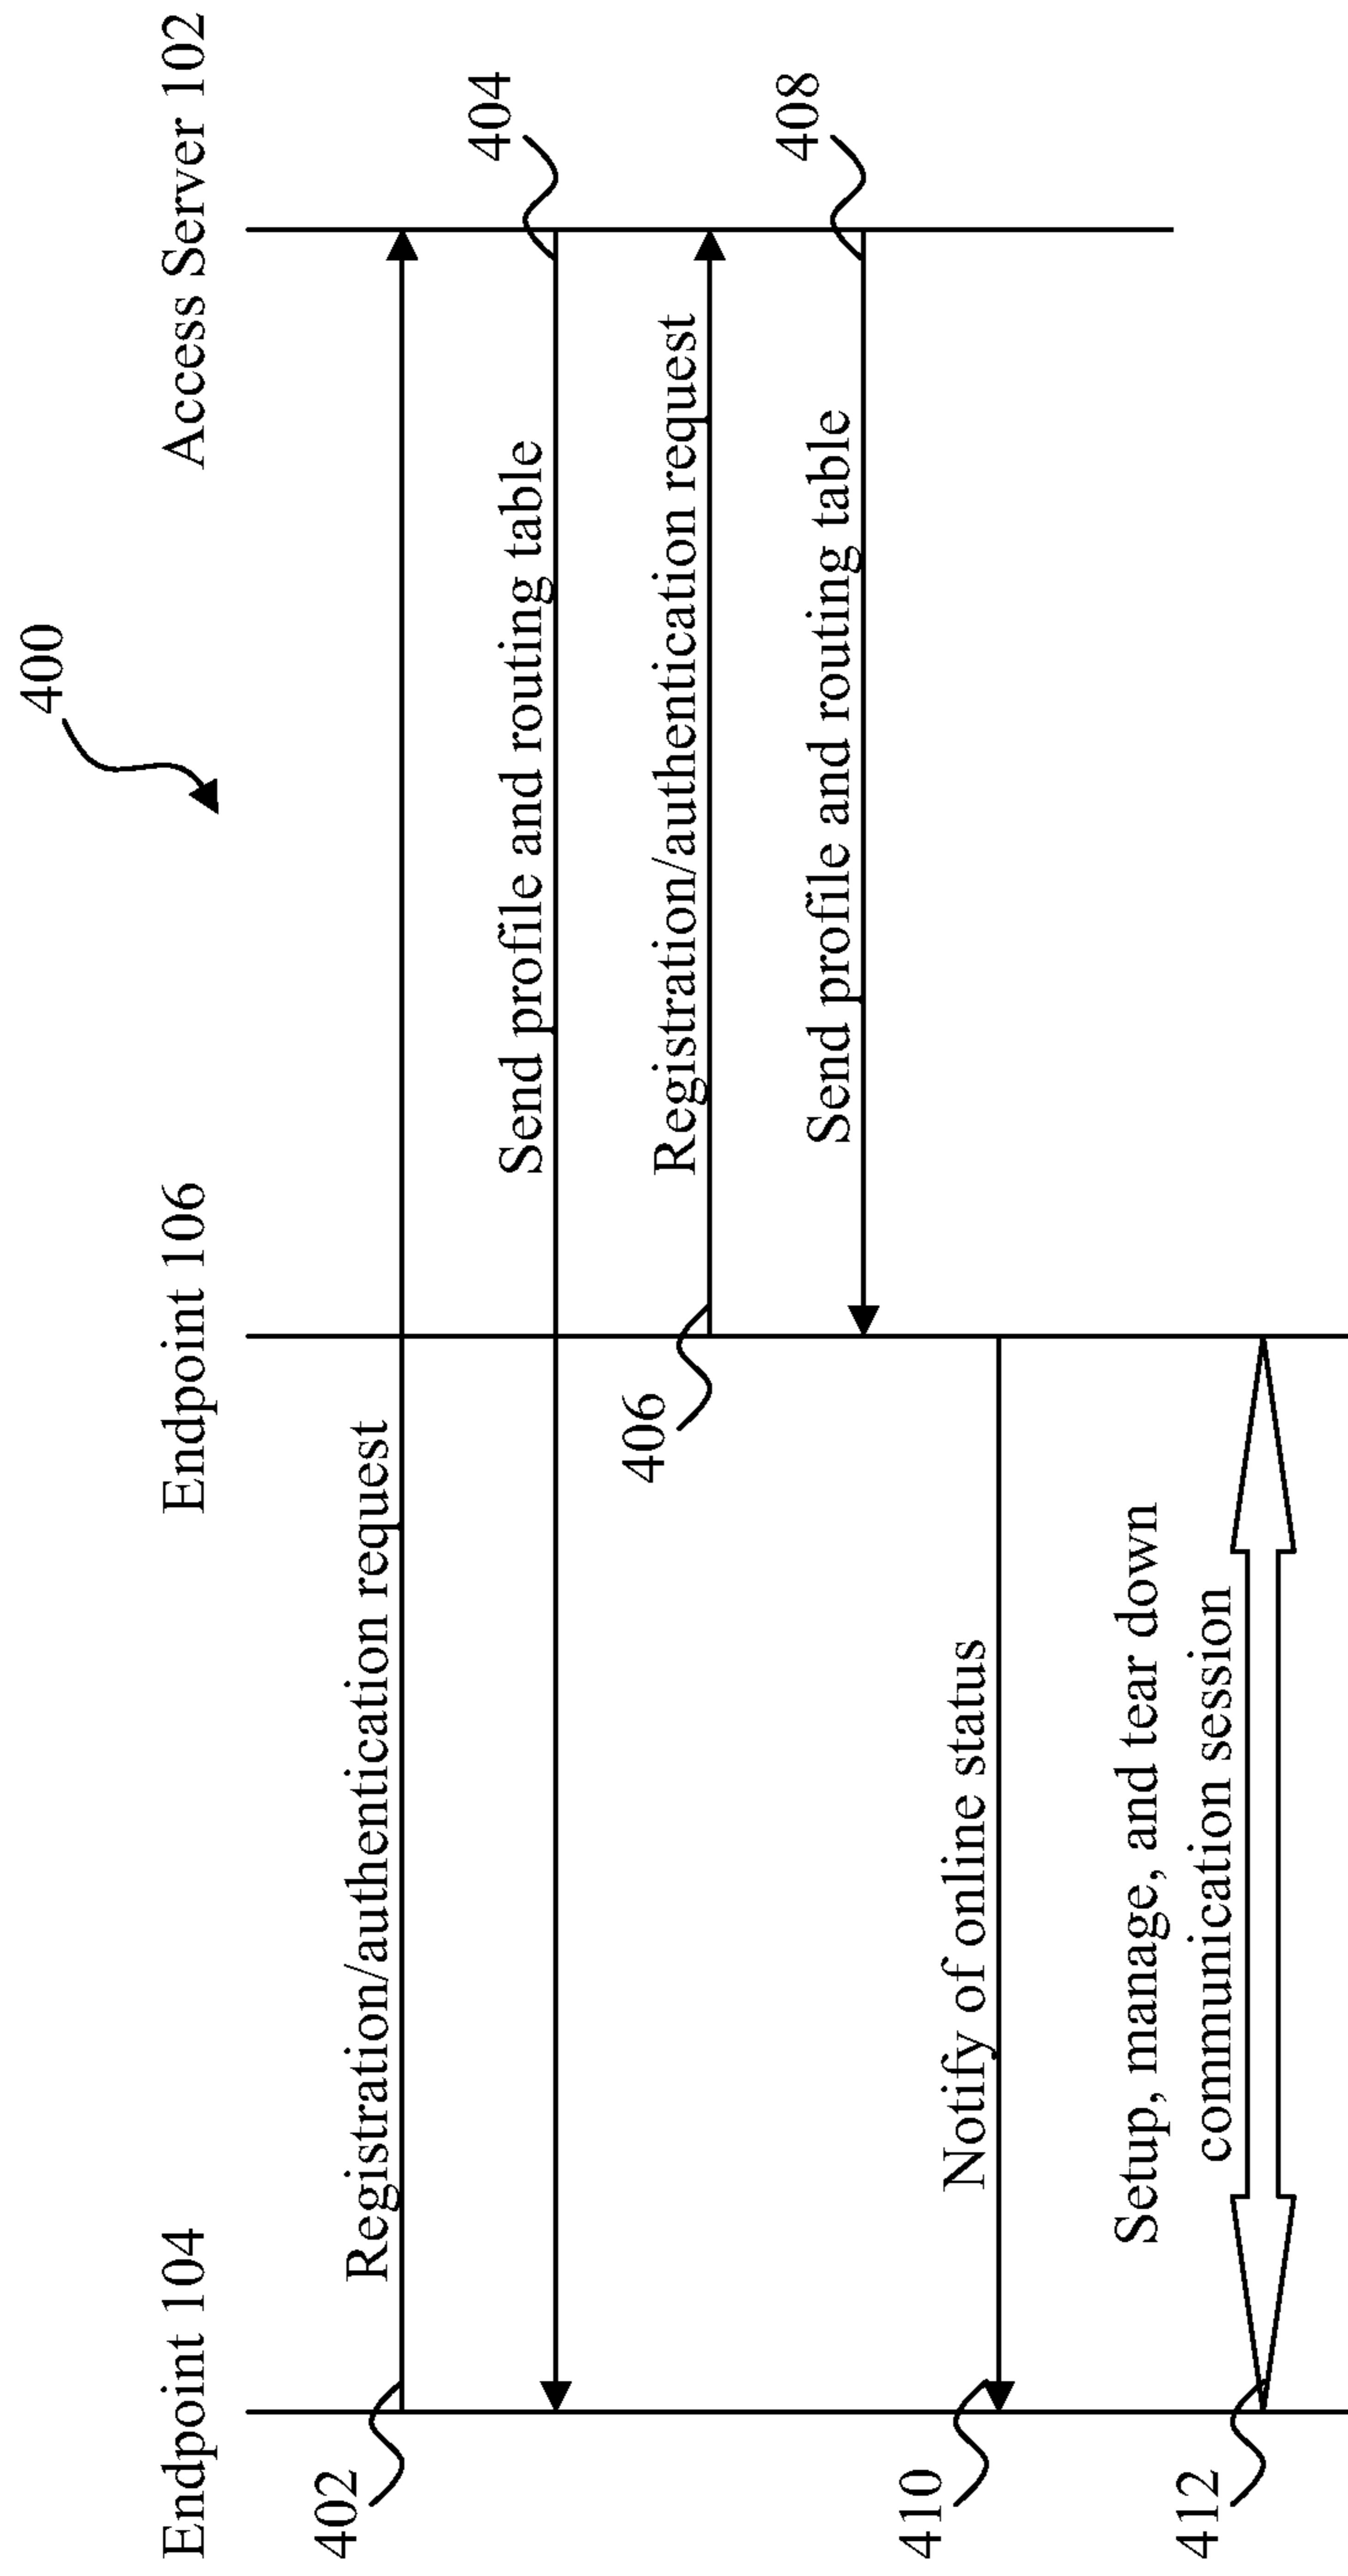 400
Endpoint 104
Endpoint 106
Access Server 102
402
Registration/authentication request
404
Send profile and routing table
406
Registration/authentication request
408
Send profile and routing table
410
Notify of online status
412
Setup, manage, and tear down
communication session